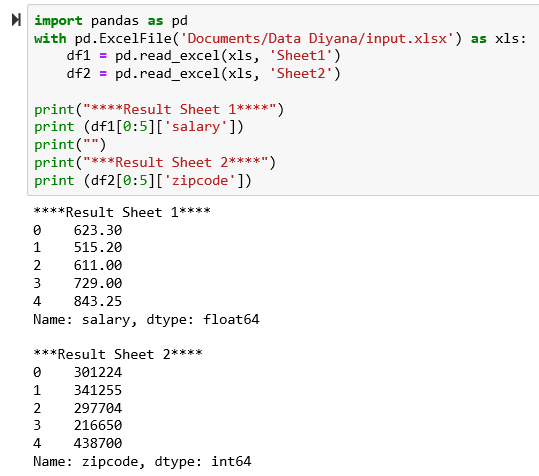 import pandas as pd
with pd.ExcelFile('Documents/Data Diyana/input.xlsx') as xls:
    df1 = pd.read_excel(xls, 'Sheet1')
    df2 = pd.read_excel(xls, 'Sheet2')

print("****Result Sheet 1****")
print (df1[0:5]['salary'])
print("")
print("***Result Sheet 2****")
print (df2[0:5]['zipcode'])

****Result Sheet 1****
0    623.30
1    515.20
2    611.00
3    729.00
4    843.25
Name: salary, dtype: float64

***Result Sheet 2****
0    301224
1    341255
2    297704
3    216650
4    438700
Name: zipcode, dtype: int64